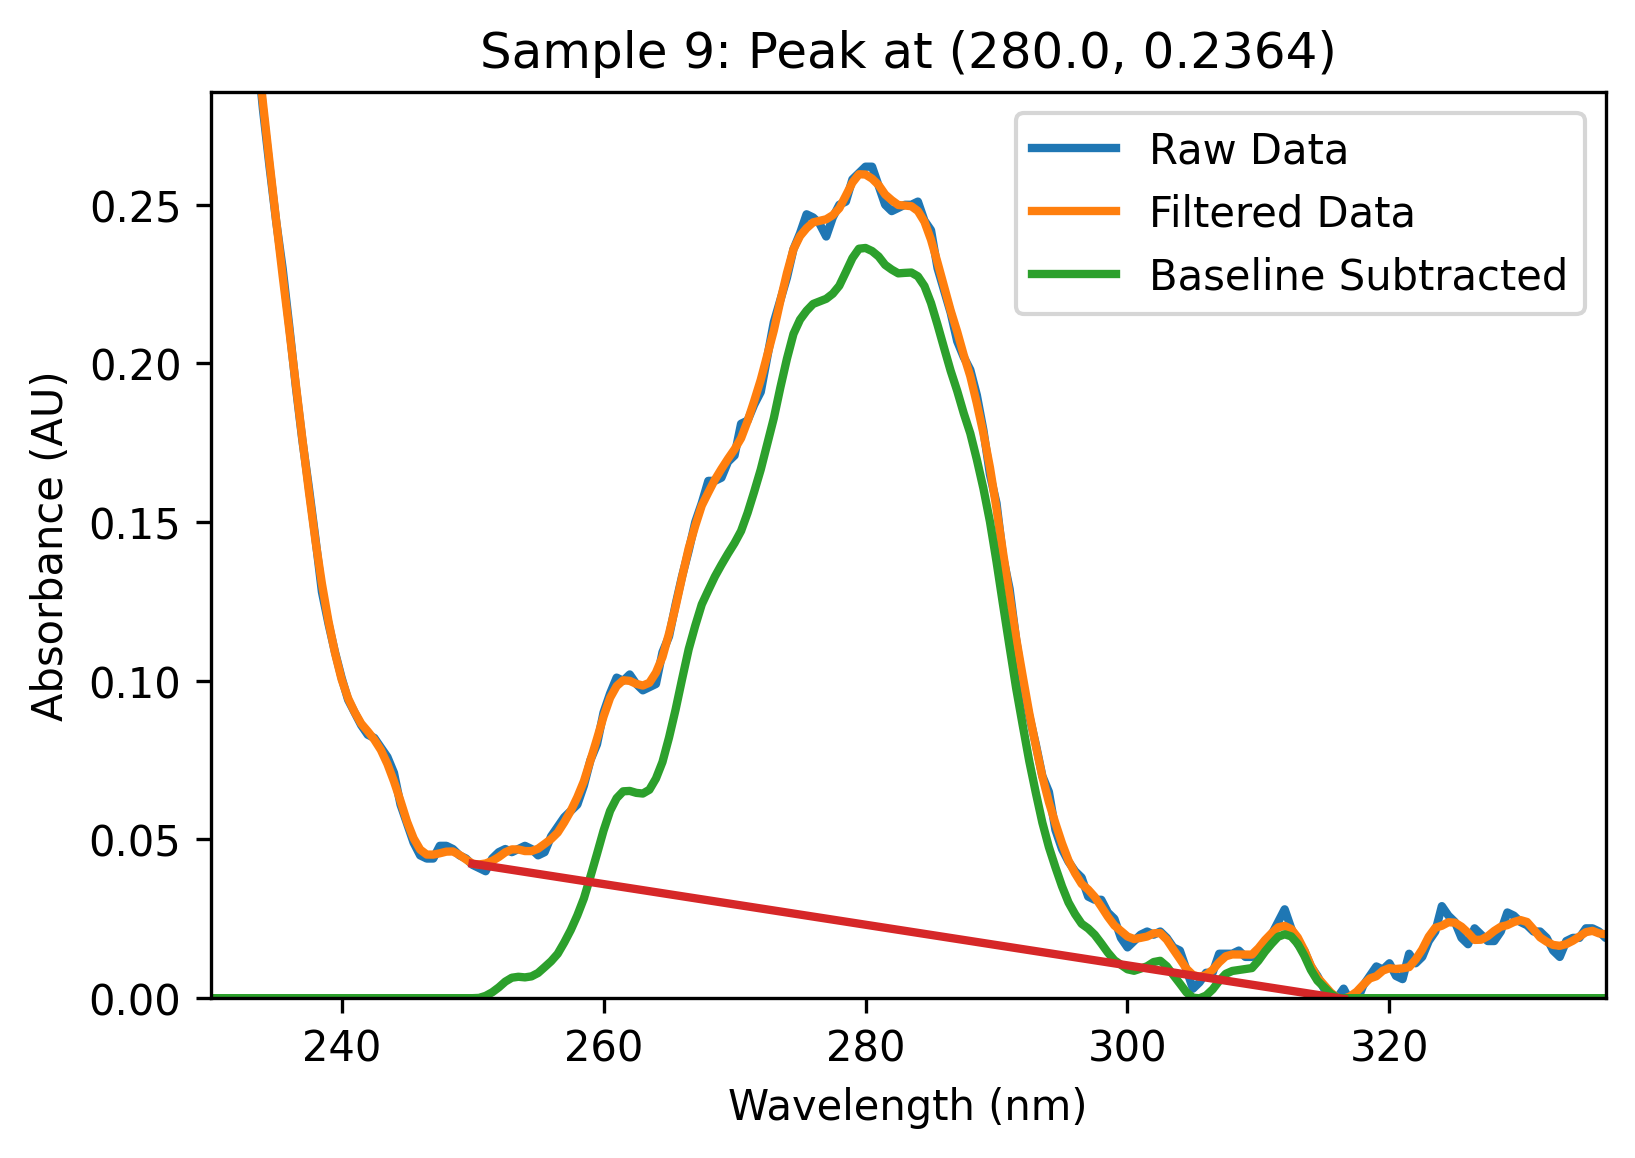 Sample 9: Peak at (280.0, 0.2364)
Raw Data
Filtered Data
Baseline Subtracted
0.25
0.20
0.15
0.10
0.05
0.00
Absorbance (AU)
240 260 280 300 320
Wavelength (nm)